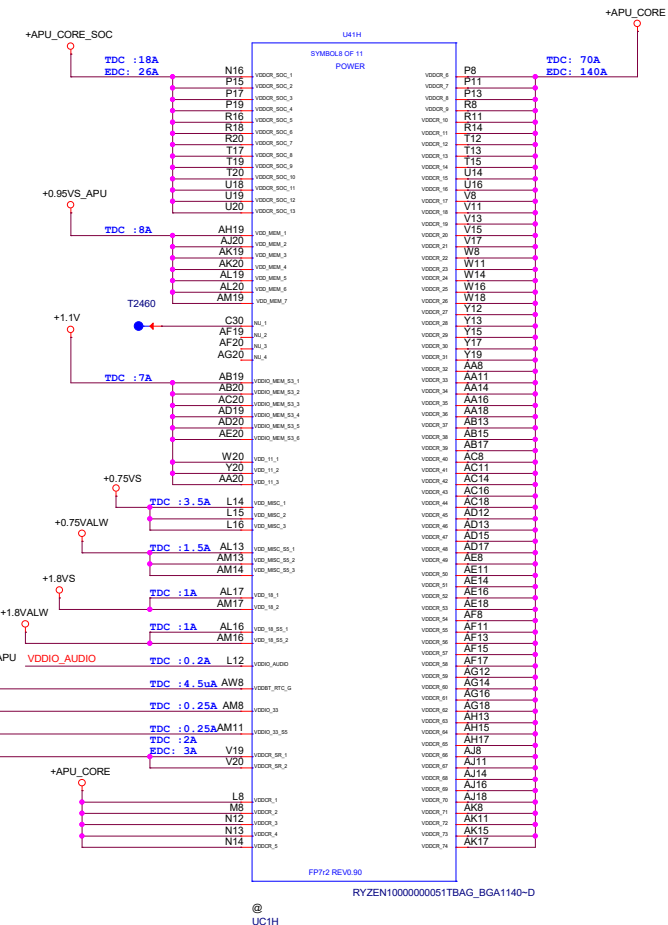 +APU_CORE
+APU_CORE_SOC
U41H
SYMBOL8 OF 11
POWER
TDC :18A
EDC: 26A
TDC: 70A
EDC: 140A
N16 VDDCR_SOC_1
P15 VDDCR_SOC_2
P17 VDDCR_SOC_3
P19 VDDCR_SOC_4
R16 VDDCR_SOC_5
R18 VDDCR_SOC_6
R20 VDDCR_SOC_7
T17 VDDCR_SOC_8
T19 VDDCR_SOC_9
T20 VDDCR_SOC_10
U18 VDDCR_SOC_11
U19 VDDCR_SOC_12
U20 VDDCR_SOC_13
+0.95VS_APU
TDC :8A
AH19 VDD_MEM_1
AJ20 VDD_MEM_2
AK19 VDD_MEM_3
AK20 VDD_MEM_4
AL19 VDD_MEM_5
AL20 VDD_MEM_6
AM19 VDD_MEM_7
T2460
C30 NU_1
AF19 NU_2
AF20 NU_3
AG20 NU_4
+1.1V
TDC :7A
AB19 VDDIO_MEM_S3_1
AB20 VDDIO_MEM_S3_2
AC20 VDDIO_MEM_S3_3
AD19 VDDIO_MEM_S3_4
AD20 VDDIO_MEM_S3_5
AE20 VDDIO_MEM_S3_6
W20 VDD_11_1
Y20 VDD_11_2
AA20 VDD_11_3
+0.75VS
TDC :3.5A
L14 VDD_MISC_1
L15 VDD_MISC_2
L16 VDD_MISC_3
+0.75VALW
TDC :1.5A
AL13 VDD_MISC_S5_1
AM13 VDD_MISC_S5_2
AM14 VDD_MISC_S5_3
+1.8VS
TDC :1A
AL17 VDD_18_1
AM17 VDD_18_2
+1.8VALW
TDC :1A
AL16 VDD_18_S5_1
AM16 VDD_18_S5_2
APU VDDIO_AUDIO
TDC :0.2A L12 VDDIO_AUDIO
TDC :4.5uA AW8 VDDBT_RTC_G
TDC :0.25A AM8 VDDIO_33
TDC :0.25A AM11 VDDIO_33_S5
TDC :2A
EDC: 3A
V19 VDDCR_SR_1
V20 VDDCR_SR_2
+APU_CORE
L8 VDDCR_1
M8 VDDCR_2
N12 VDDCR_3
N13 VDDCR_4
N14 VDDCR_5
VDDCR_6 P8
VDDCR_7 P11
VDDCR_8 P13
VDDCR_9 R8
VDDCR_10 R11
VDDCR_11 R14
VDDCR_12 T12
VDDCR_13 T13
VDDCR_14 T15
VDDCR_15 U14
VDDCR_16 U16
VDDCR_17 V8
VDDCR_18 V11
VDDCR_19 V13
VDDCR_20 V15
VDDCR_21 V17
VDDCR_22 W8
VDDCR_23 W11
VDDCR_24 W14
VDDCR_25 W16
VDDCR_26 W18
VDDCR_27 Y12
VDDCR_28 Y13
VDDCR_29 Y15
VDDCR_30 Y17
VDDCR_31 Y19
VDDCR_32 AA8
VDDCR_33 AA11
VDDCR_34 AA14
VDDCR_35 AA16
VDDCR_36 AA18
VDDCR_37 AB13
VDDCR_38 AB15
VDDCR_39 AB17
VDDCR_40 AC8
VDDCR_41 AC11
VDDCR_42 AC14
VDDCR_43 AC16
VDDCR_44 AC18
VDDCR_45 AD12
VDDCR_46 AD13
VDDCR_47 AD15
VDDCR_48 AD17
VDDCR_49 AE8
VDDCR_50 AE11
VDDCR_51 AE14
VDDCR_52 AE16
VDDCR_53 AE18
VDDCR_54 AF8
VDDCR_55 AF11
VDDCR_56 AF13
VDDCR_57 AF15
VDDCR_58 AF17
VDDCR_59 AG12
VDDCR_60 AG14
VDDCR_61 AG16
VDDCR_62 AG18
VDDCR_63 AH13
VDDCR_64 AH15
VDDCR_65 AH17
VDDCR_66 AJ8
VDDCR_67 AJ11
VDDCR_68 AJ14
VDDCR_69 AJ16
VDDCR_70 AJ18
VDDCR_71 AK8
VDDCR_72 AK11
VDDCR_73 AK15
VDDCR_74 AK17
FP7r2 REV0.90
RYZEN10000000051TBAG_BGA1140~D
@
UC1H